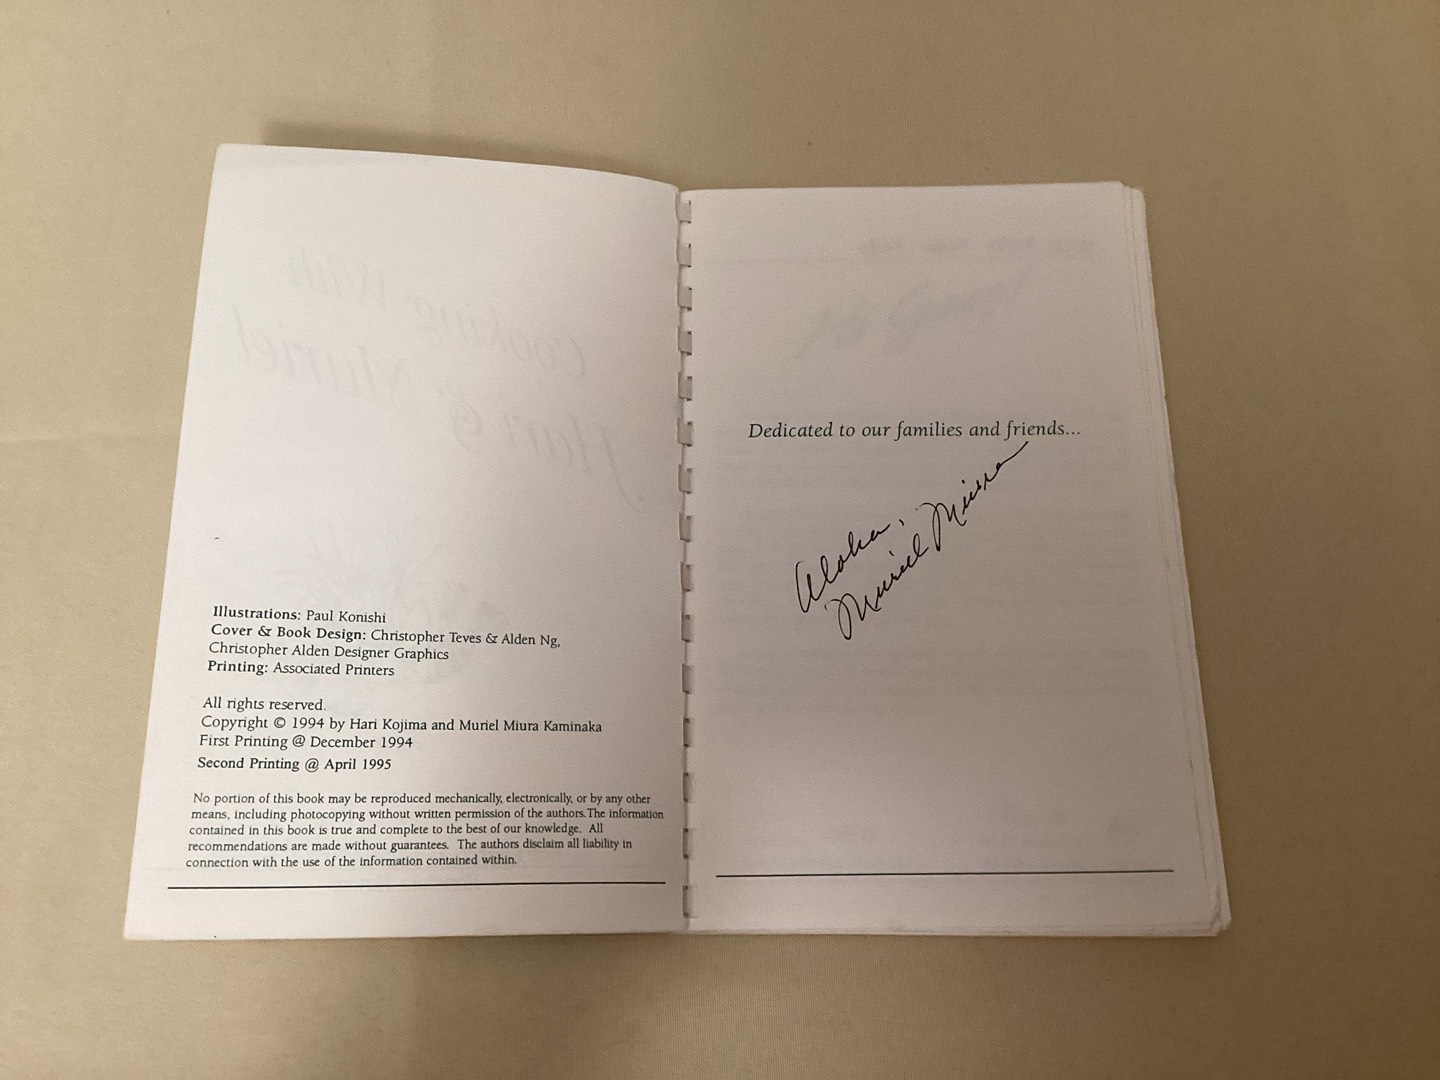 Cooking With
Hari & Muriel
Illustrations: Paul Konishi
Cover & Book Design: Christopher Teves & Alden Ng,
Christopher Alden Designer Graphics
Printing: Associated Printers
All rights reserved.
Copyright © 1994 by Hari Kojima and Muriel Miura Kaminaka
First Printing @ December 1994
Second Printing @ April 1995
No portion of this book may be reproduced mechanically, electronically, or by any other
means, including photocopying without written permission of the authors.The information
contained in this book is true and complete to the best of our knowledge. All
recommendations are made without guarantees. The authors disclaim all liability in
connection with the use of the information contained within.
Dedicated to our families and friends...
Aloha,
Muriel Miura